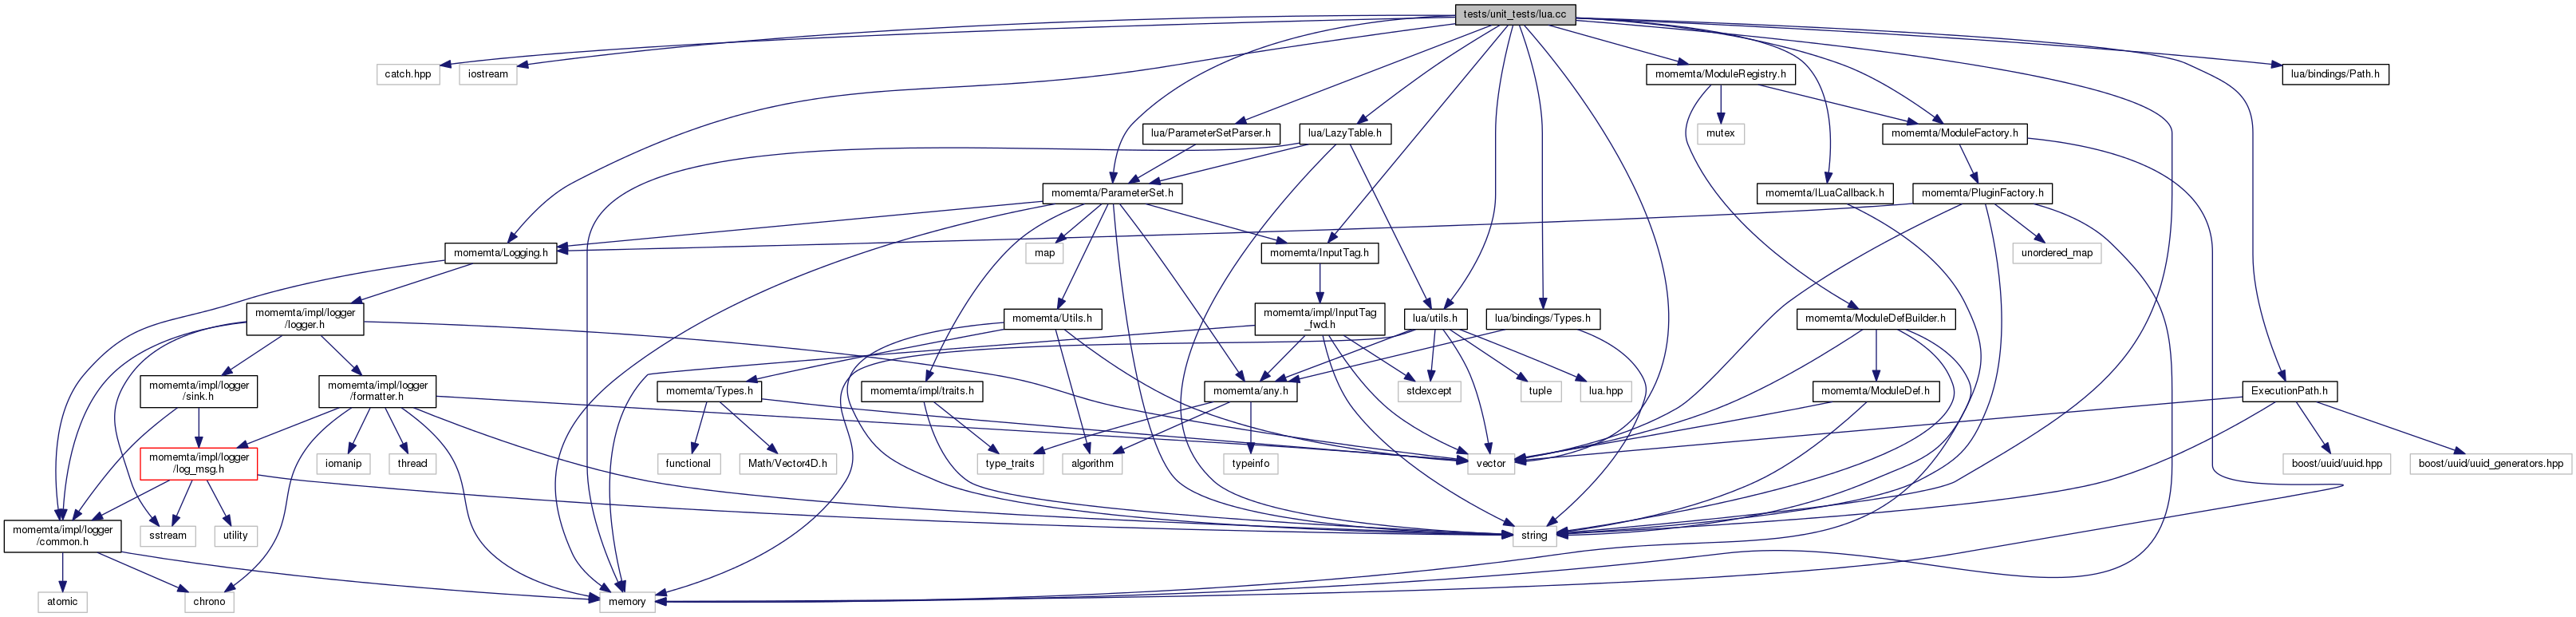 tests/unit_tests/lua.cc
catch.hpp
iostream
momemta/ModuleRegistry.h
lua/bindings/Path.h
lua/ParameterSetParser.h
lua/LazyTable.h
mutex
momemta/ModuleFactory.h
momemta/ParameterSet.h
momemta/ILuaCallback.h
momemta/PluginFactory.h
momemta/Logging.h
map
momemta/InputTag.h
unordered_map
momemta/impl/logger
/logger.h
momemta/Utils.h
momemta/impl/InputTag
_fwd.h
lua/utils.h
lua/bindings/Types.h
momemta/ModuleDefBuilder.h
momemta/impl/logger
/sink.h
momemta/impl/logger
/formatter.h
momemta/Types.h
momemta/impl/traits.h
momemta/any.h
stdexcept
tuple
lua.hpp
momemta/ModuleDef.h
ExecutionPath.h
momemta/impl/logger
/log_msg.h
iomanip
thread
functional
Math/Vector4D.h
type_traits
algorithm
typeinfo
vector
boost/uuid/uuid.hpp
boost/uuid/uuid_generators.hpp
momemta/impl/logger
/common.h
sstream
utility
string
atomic
chrono
memory